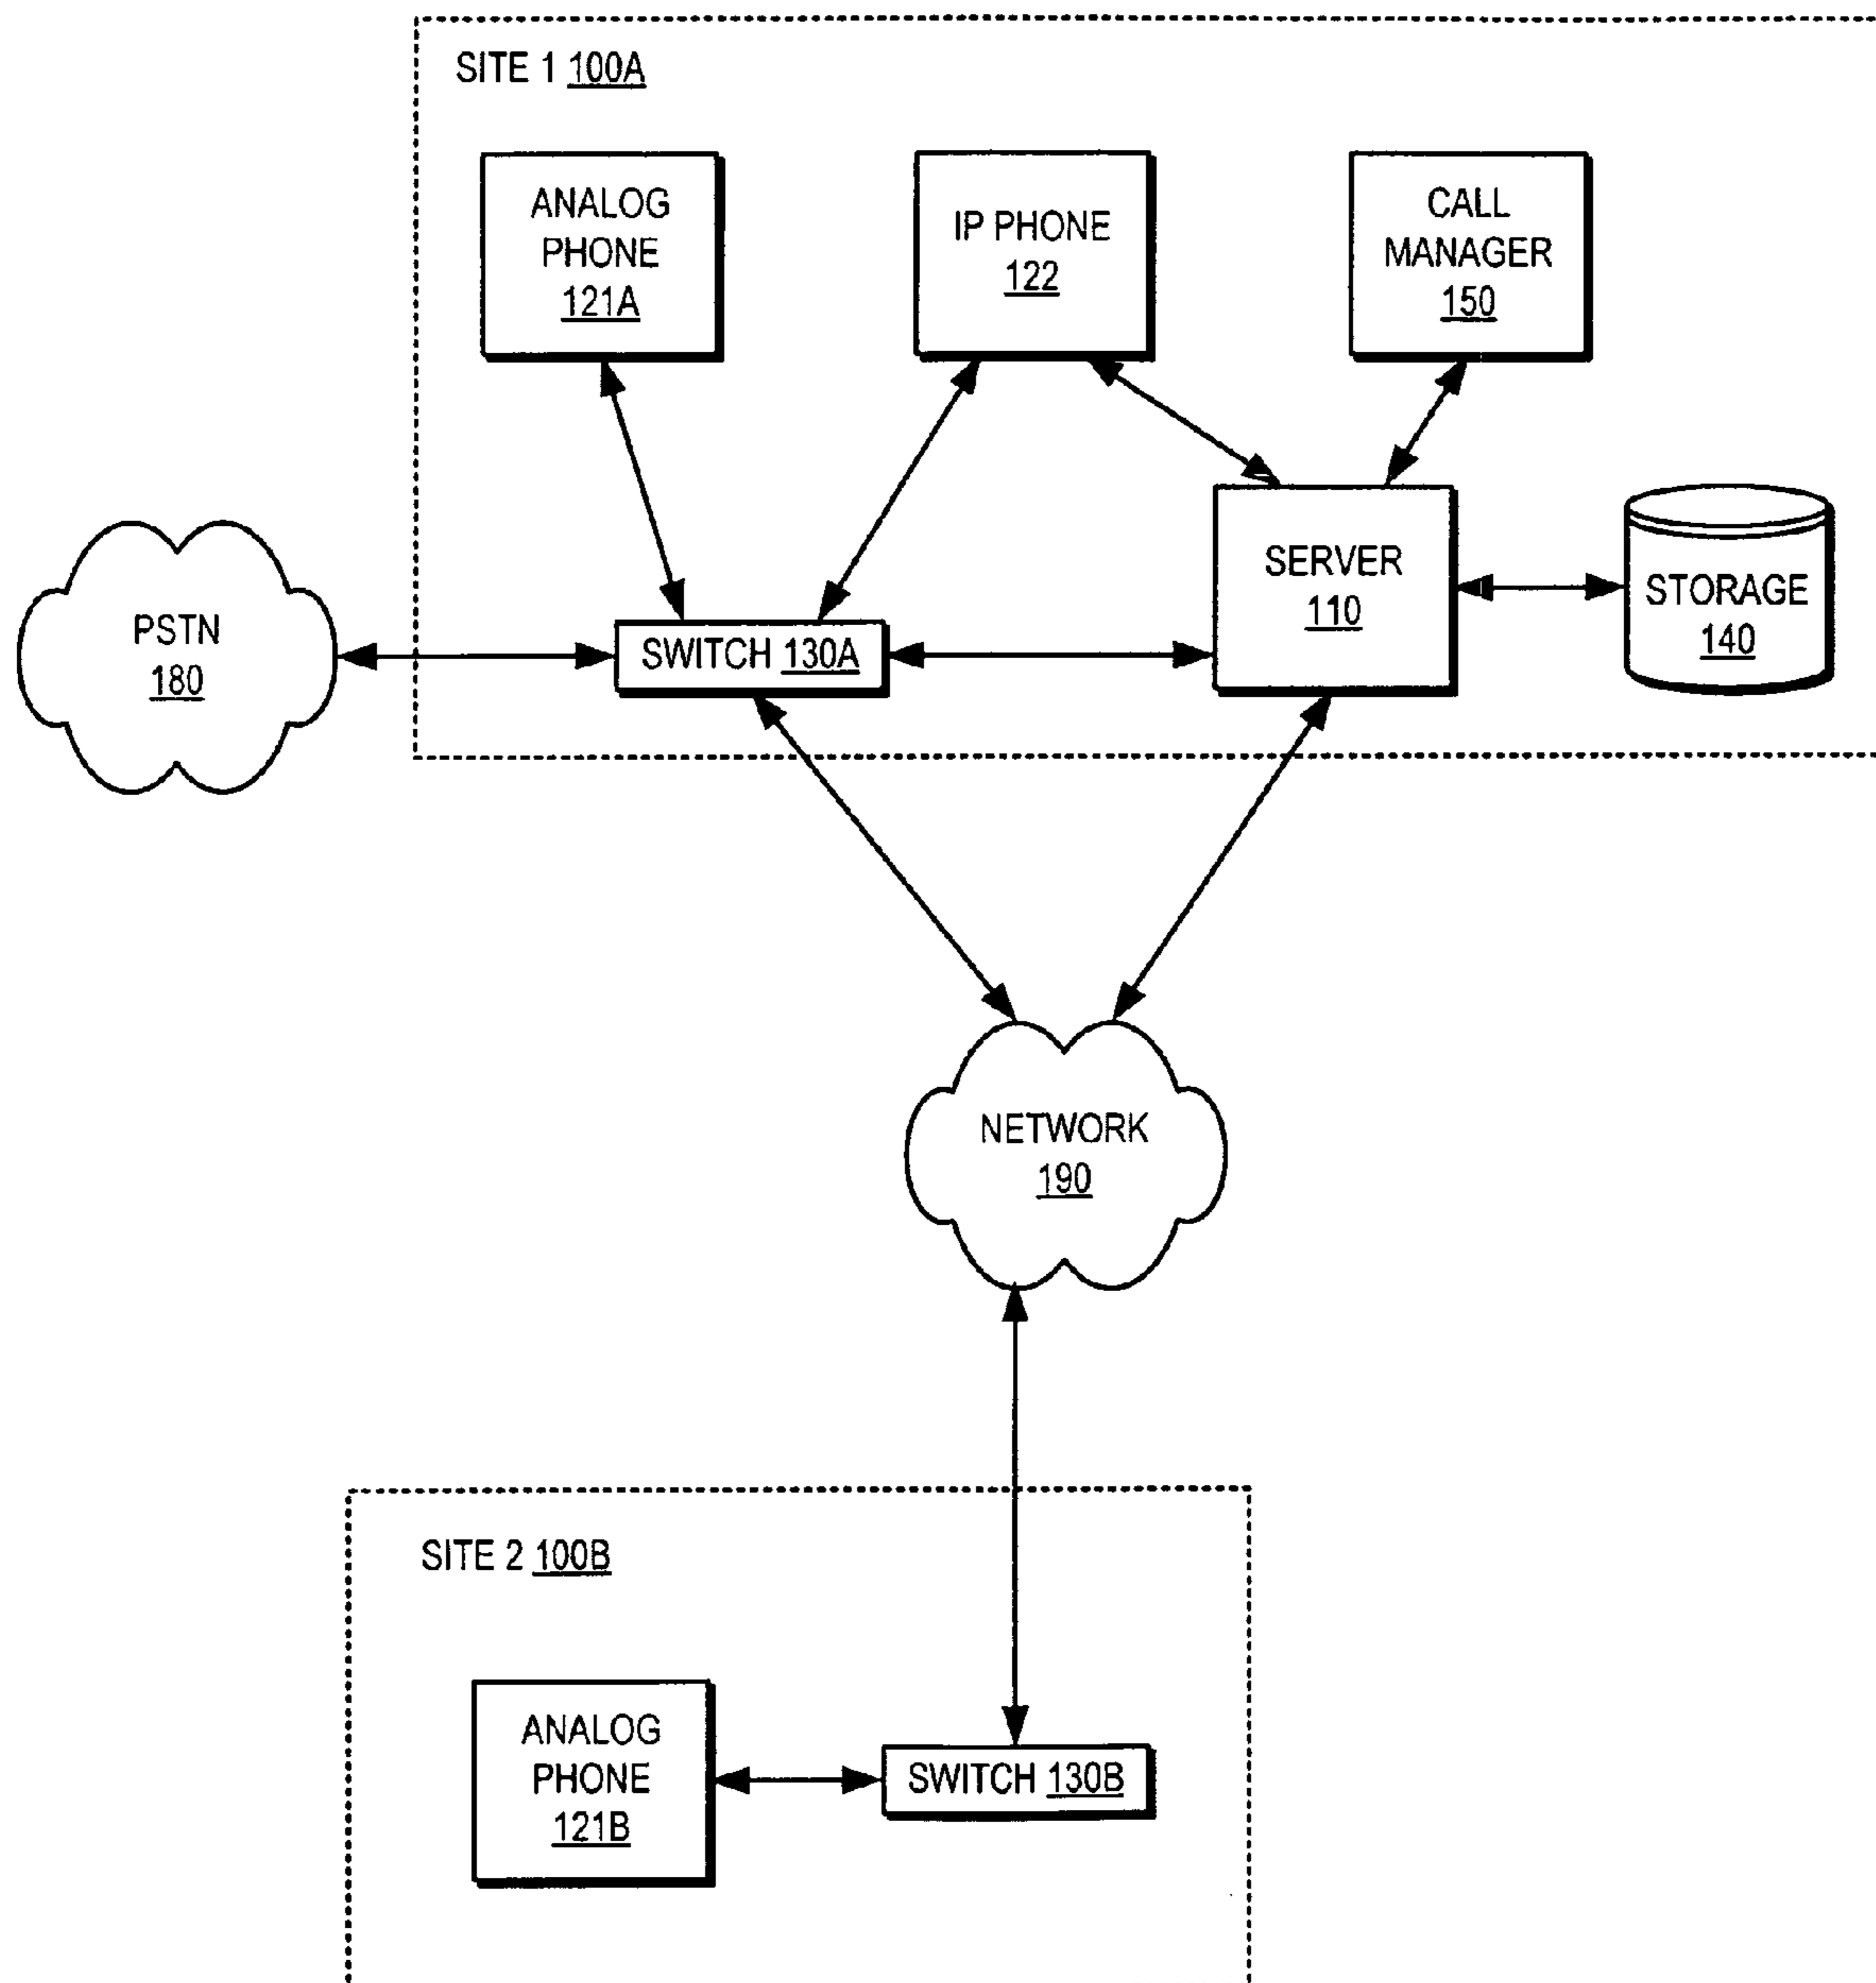 SITE 1 100A
ANALOG
PHONE
121A
IP PHONE
122
CALL
MANAGER
150
PSTN
180
SWITCH 130A
SERVER
110
STORAGE
140
NETWORK
190
SITE 2 100B
ANALOG
PHONE
121B
SWITCH 130B